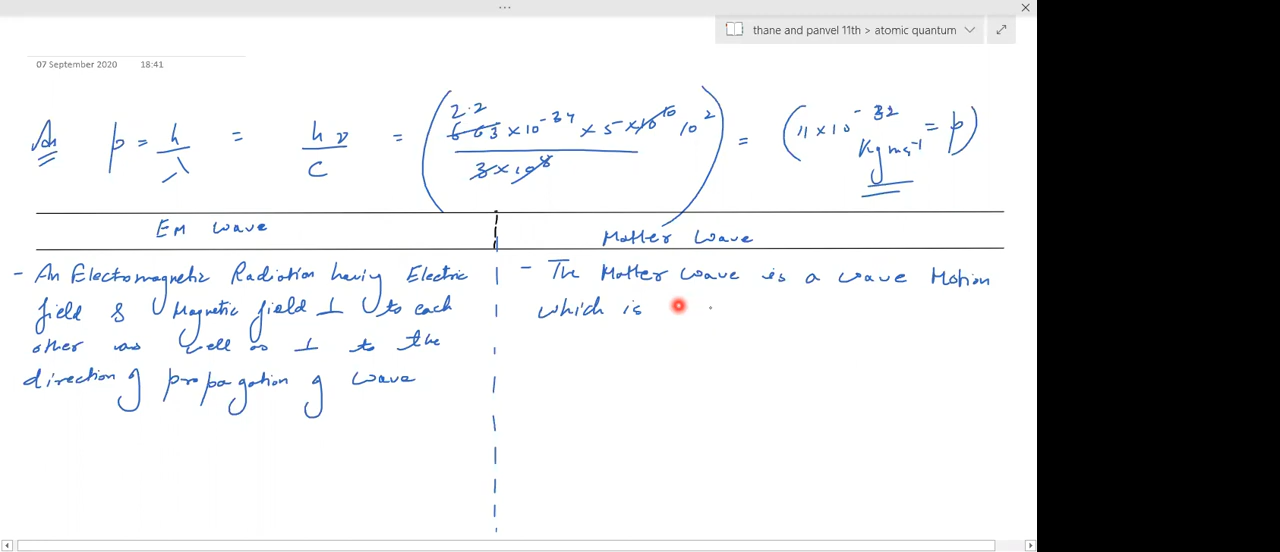 thane and panvel 11th > atomic quantum
07 September 2020 18:41
Ans p = h/λ = hν/C = (2.2 6.63 × 10^-34 × 5 × 10^10 10^2 / 3 × 10^8) = (11 × 10^-32 Kg ms^-1 = p)
EM Wave
Matter Wave
- An Electromagnetic Radiation having Electric
field & Magnetic field ⊥ to each
other as well as ⊥ to the
direction of propagation of wave
- The Matter wave is a wave Motion
which is